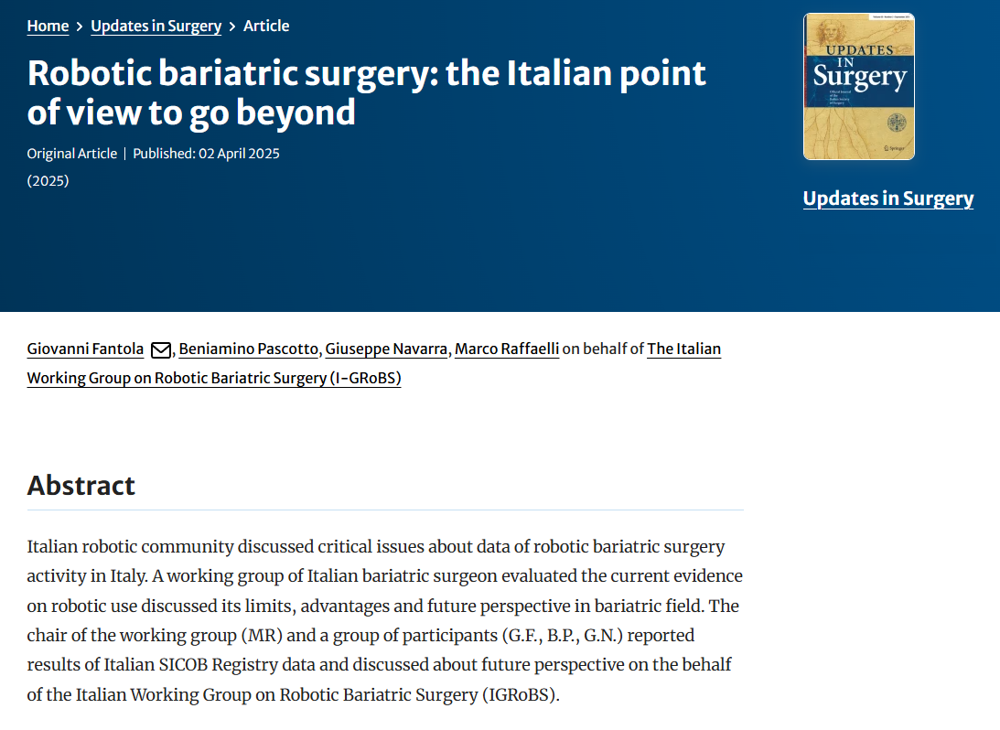 Home > Updates in Surgery > Article
Robotic bariatric surgery: the Italian point
of view to go beyond
Original Article | Published: 02 April 2025
(2025)
UPDATES
IN
Surgery
Springer
Updates in Surgery
Giovanni Fantola, Beniamino Pascotto, Giuseppe Navarra, Marco Raffaelli on behalf of The Italian
Working Group on Robotic Bariatric Surgery (I-GRoBS)
Abstract
Italian robotic community discussed critical issues about data of robotic bariatric surgery
activity in Italy. A working group of Italian bariatric surgeon evaluated the current evidence
on robotic use discussed its limits, advantages and future perspective in bariatric field. The
chair of the working group (MR) and a group of participants (G.F., B.P., G.N.) reported
results of Italian SICOB Registry data and discussed about future perspective on the behalf
of the Italian Working Group on Robotic Bariatric Surgery (IGRoBS).